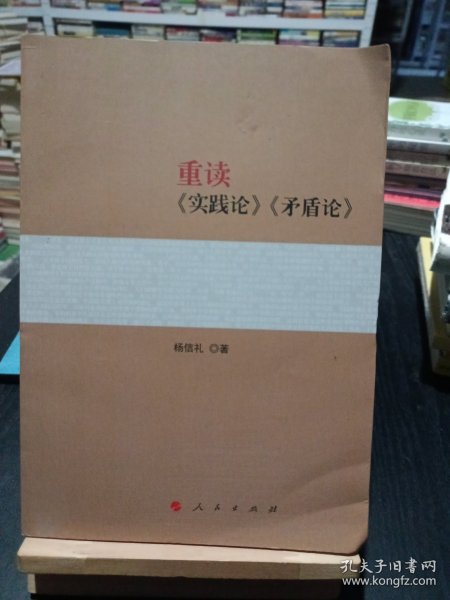 重读
《实践论》《矛盾论》
杨信礼 ◎著
人民出版社
孔夫子旧书网
www.kongfz.com